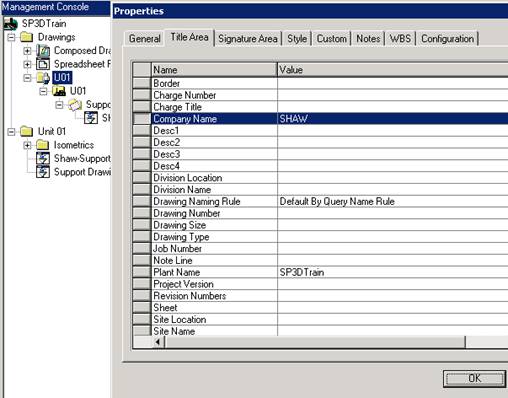 Management Console
SP3DTrain
Drawings
Composed Dra
Spreadsheet R
U01
U01
Suppo
Sh
Unit 01
Isometrics
Shaw-Support
Support Drawi
Properties
General Title Area Signature Area Style Custom Notes WBS Configuration
Name Value
Border
Charge Number
Charge Title
Company Name SHAW
Desc1
Desc2
Desc3
Desc4
Division Location
Division Name
Drawing Naming Rule Default By Query Name Rule
Drawing Number
Drawing Size
Drawing Type
Job Number
Note Line
Plant Name SP3DTrain
Project Version
Revision Numbers
Sheet
Site Location
Site Name
OK